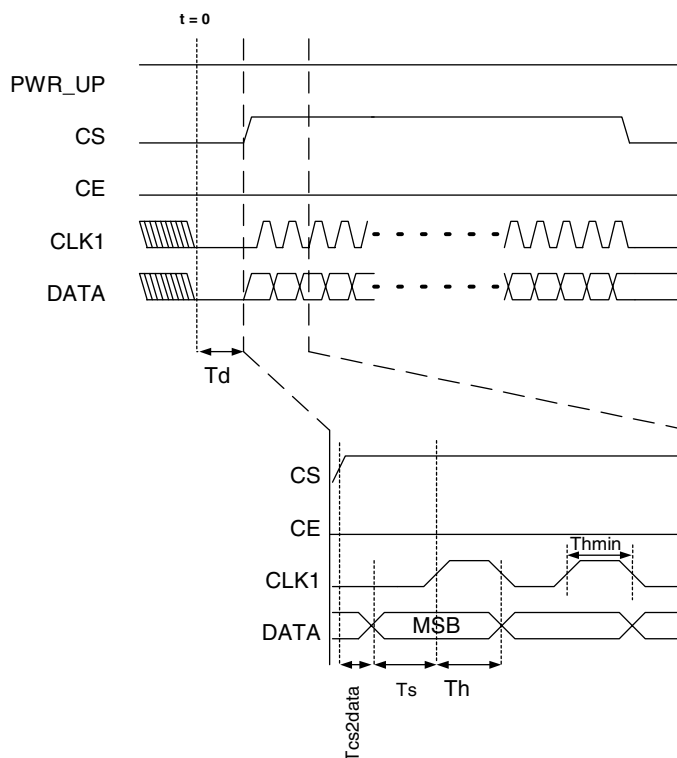 t = 0
PWR_UP
CS
CE
CLK1
DATA
Td
CS
CE
Thmin
CLK1
DATA
MSB
Tcs2data
Ts
Th